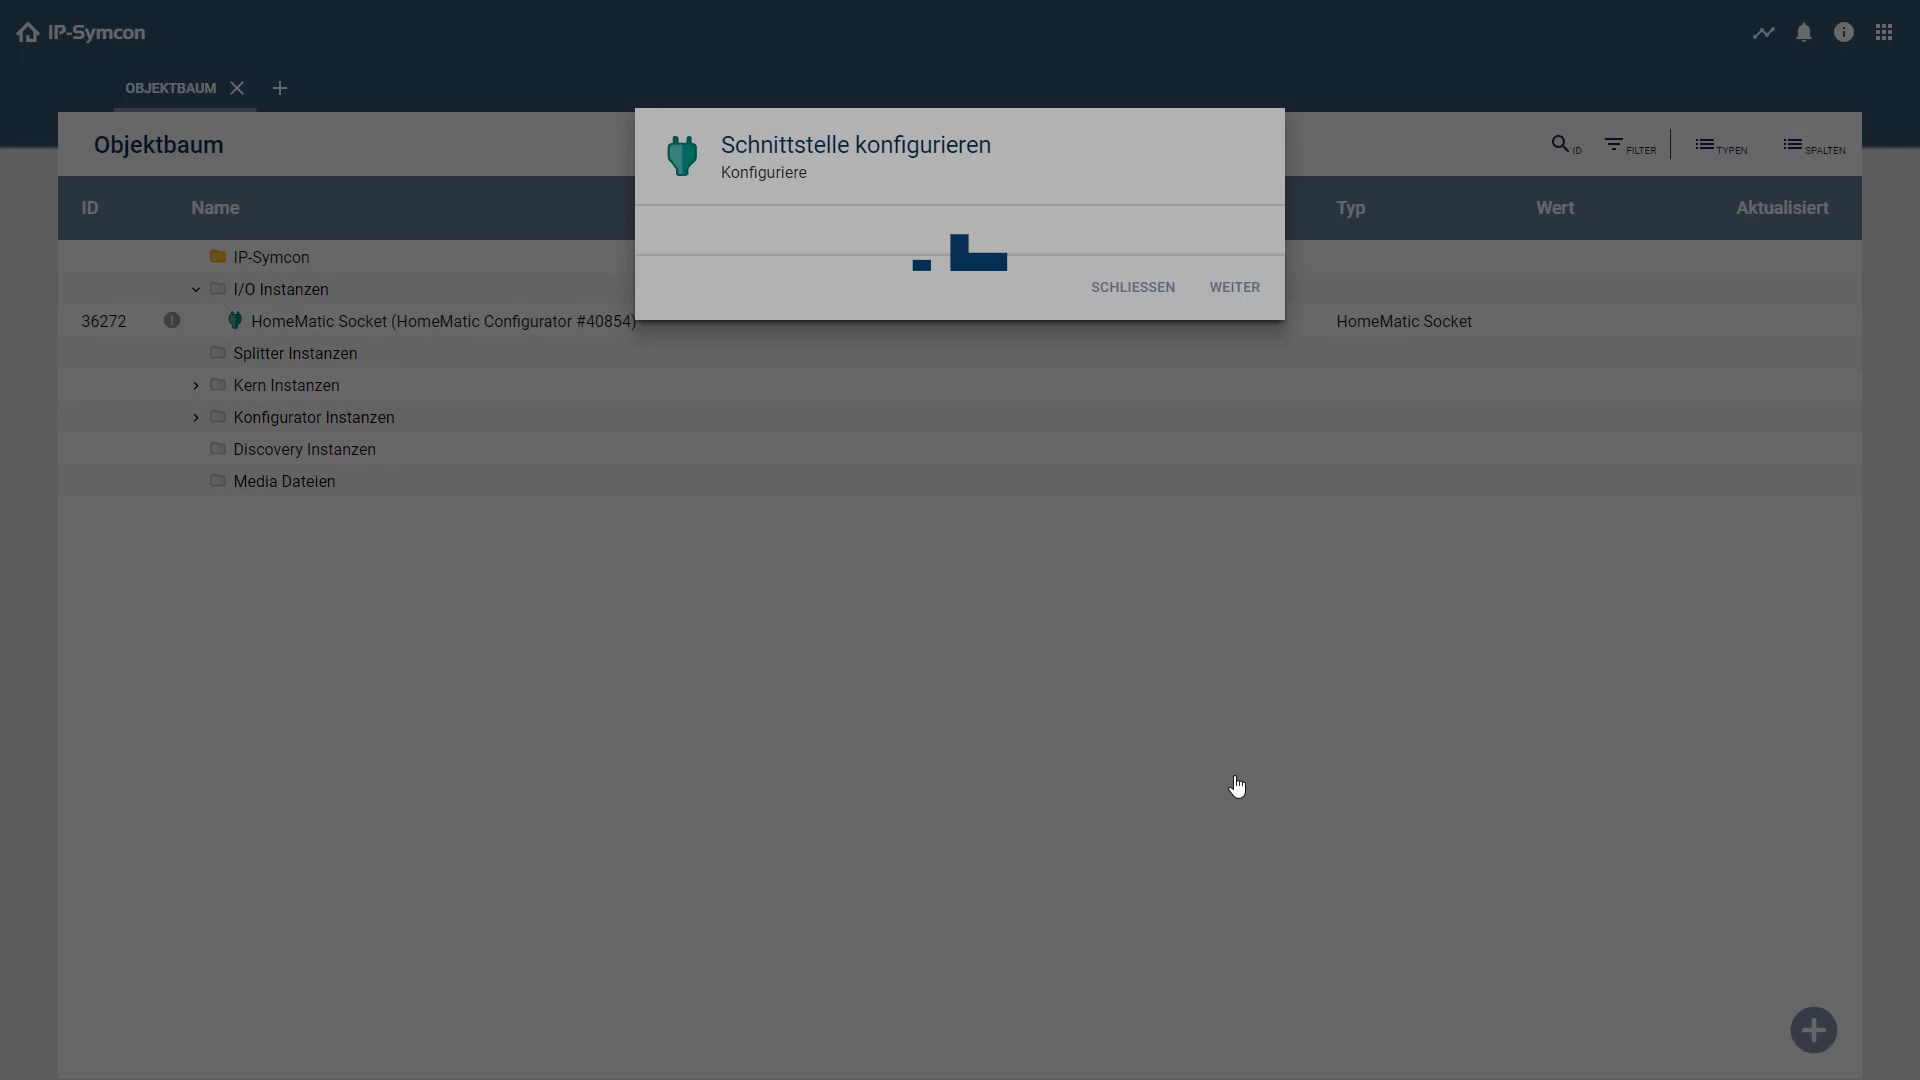 IP-Symcon
OBJEKTBAUM
Objektbaum
ID
FILTER
TYPEN
SPALTEN
Schnittstelle konfigurieren
Konfiguriere
SCHLIESSEN
WEITER
ID
Name
Typ
Wert
Aktualisiert
IP-Symcon
I/O Instanzen
36272
HomeMatic Socket (HomeMatic Configurator #40854)
HomeMatic Socket
Splitter Instanzen
Kern Instanzen
Konfigurator Instanzen
Discovery Instanzen
Media Dateien